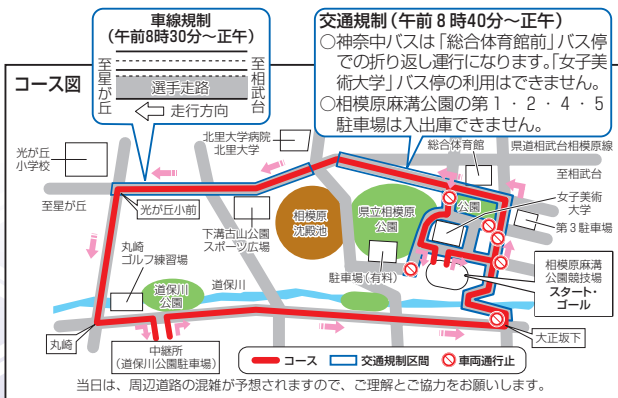 車線規制
(午前8時30分〜正午)
至星が丘
選手走路
至相武台
走行方向
交通規制(午前8時40分〜正午)
○神奈中バスは「総合体育館前」バス停
での折り返し運行になります。「女子美
術大学」バス停の利用はできません。
○相模原麻溝公園の第1・2・4・5
駐車場は入出庫できません。
コース図
北里大学病院
北里大学
総合体育館
県道相武台相模原線
光が丘
小学校
至相武台
至星が丘
光が丘小前
下溝古山公園
スポーツ広場
相模原
沈殿池
県立相模原
公園
公園
女子美術
大学
第3駐車場
丸崎
ゴルフ練習場
道保川
公園
道保川
駐車場(有料)
相模原麻溝
公園競技場
スタート・
ゴール
丸崎
中継所
(道保川公園駐車場)
大正坂下
コース
交通規制区間
車両通行止
当日は、周辺道路の混雑が予想されますので、ご理解とご協力をお願いします。